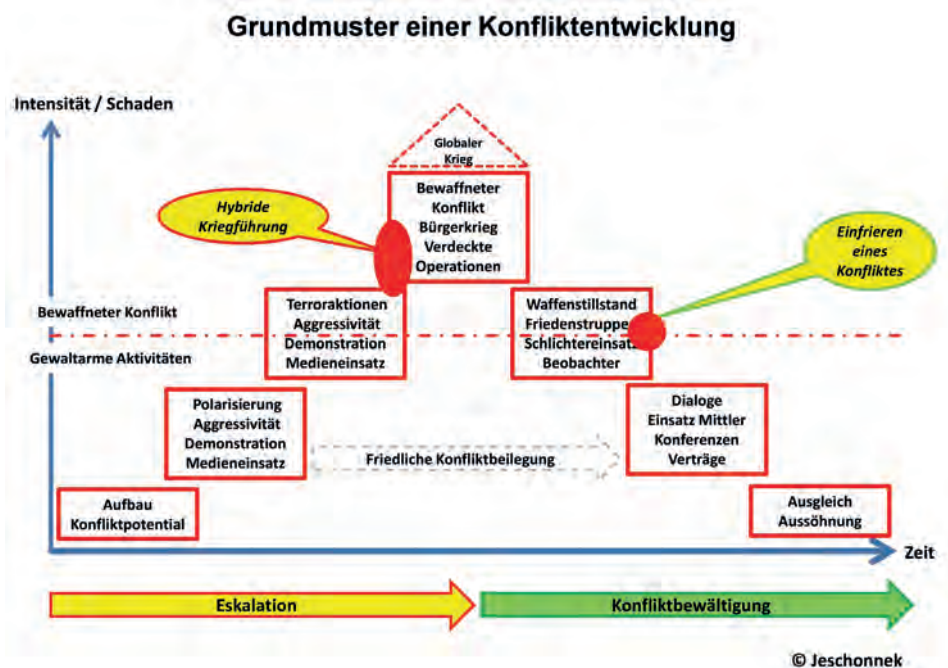 Grundmuster einer Konfliktentwicklung
Intensität / Schaden
Globaler
Krieg
Bewaffneter
Konflikt
Bürgerkrieg
Verdeckte
Operationen
Hybride
Kriegführung
Einfrieren
eines
Konfliktes
Terroraktionen
Aggressivität
Demonstration
Medieneinsatz
Waffenstillstand
Friedenstruppe
Schlichtereinsatz
Beobachter
Bewaffneter Konflikt
Gewaltarme Aktivitäten
Polarisierung
Aggressivität
Demonstration
Medieneinsatz
Friedliche Konfliktbeilegung
Dialoge
Einsatz Mittler
Konferenzen
Verträge
Aufbau
Konfliktpotential
Ausgleich
Aussöhnung
Zeit
Eskalation
Konfliktbewältigung
© Jeschonnek